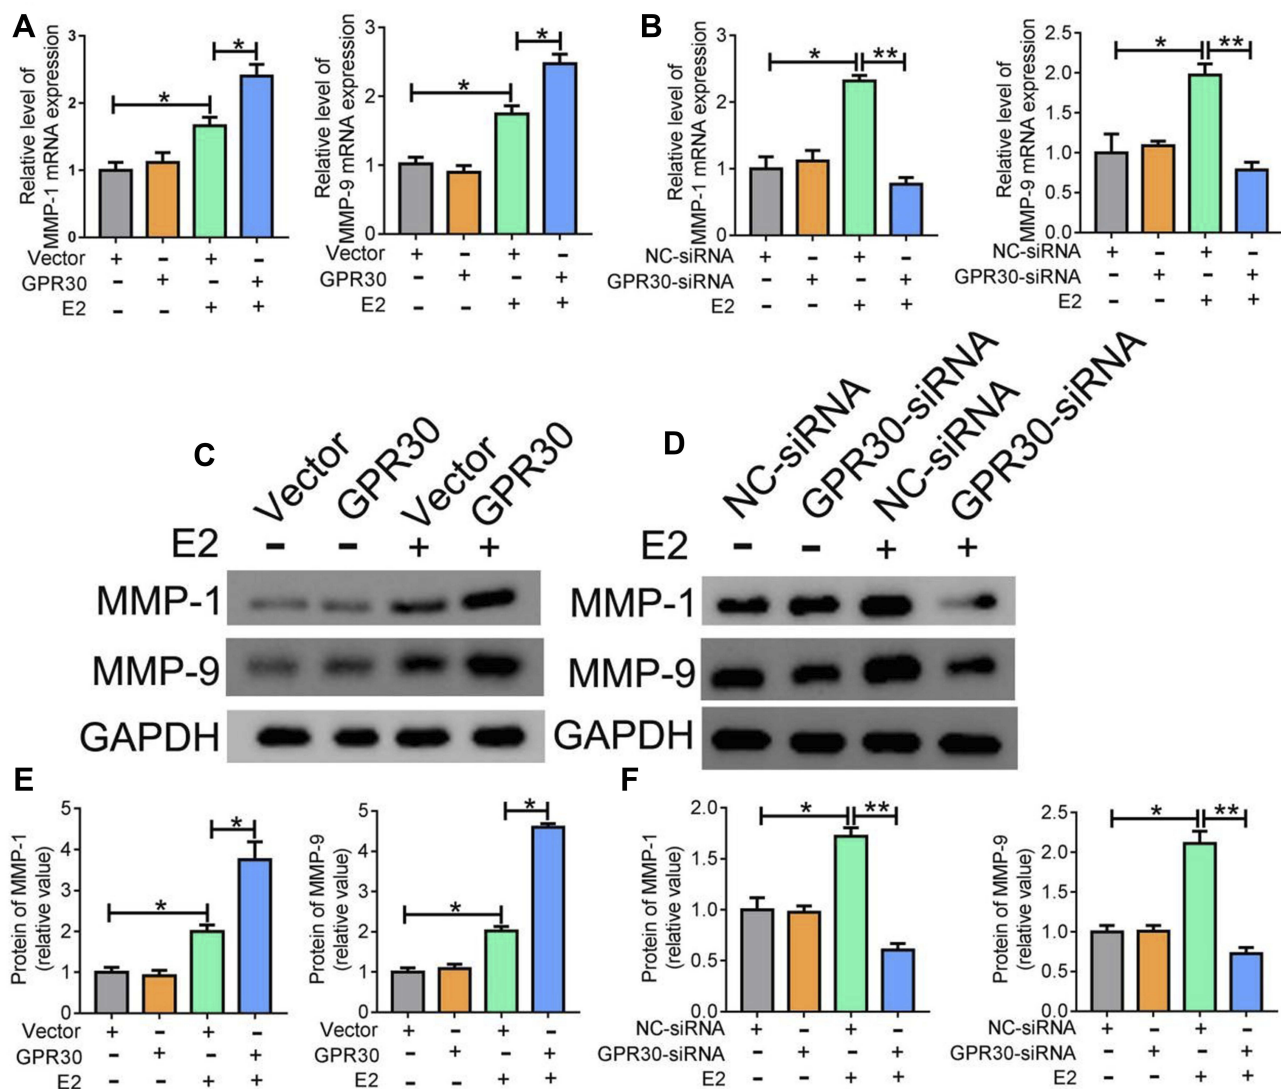 A
Relative level of
MMP-1 mRNA expression
3
2
1
0
*
*
Vector + - + -
GPR30 - + - +
E2 - - + +
Relative level of
MMP-9 mRNA expression
3
2
1
0
*
*
Vector + - + -
GPR30 - + - +
E2 - - + +
B
Relative level of
MMP-1 mRNA expression
3
2
1
0
* **
NC-siRNA + - + -
GPR30-siRNA - + - +
E2 - - + +
Relative level of
MMP-9 mRNA expression
2.5
2.0
1.5
1.0
0.5
0.0
* **
NC-siRNA + - + -
GPR30-siRNA - + - +
E2 - - + +
C
Vector GPR30 Vector GPR30
E2 - - + +
MMP-1
MMP-9
GAPDH
D
NC-siRNA GPR30-siRNA NC-siRNA GPR30-siRNA
E2 - - + +
MMP-1
MMP-9
GAPDH
E
Protein of MMP-1
(relative value)
5
4
3
2
1
0
*
*
Vector + - + -
GPR30 - + - +
E2 - - + +
Protein of MMP-9
(relative value)
5
4
3
2
1
0
*
*
Vector + - + -
GPR30 - + - +
E2 - - + +
F
Protein of MMP-1
(relative value)
2.0
1.5
1.0
0.5
0.0
* **
NC-siRNA + - + -
GPR30-siRNA - + - +
E2 - - + +
Protein of MMP-9
(relative value)
2.5
2.0
1.5
1.0
0.5
0.0
* **
NC-siRNA + - + -
GPR30-siRNA - + - +
E2 - - + +